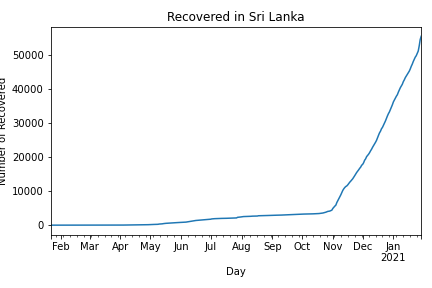 Recovered in Sri Lanka
Number of Recovered
50000
40000
30000
20000
10000
0
Feb Mar Apr May Jun Jul Aug Sep Oct Nov Dec Jan
2021
Day